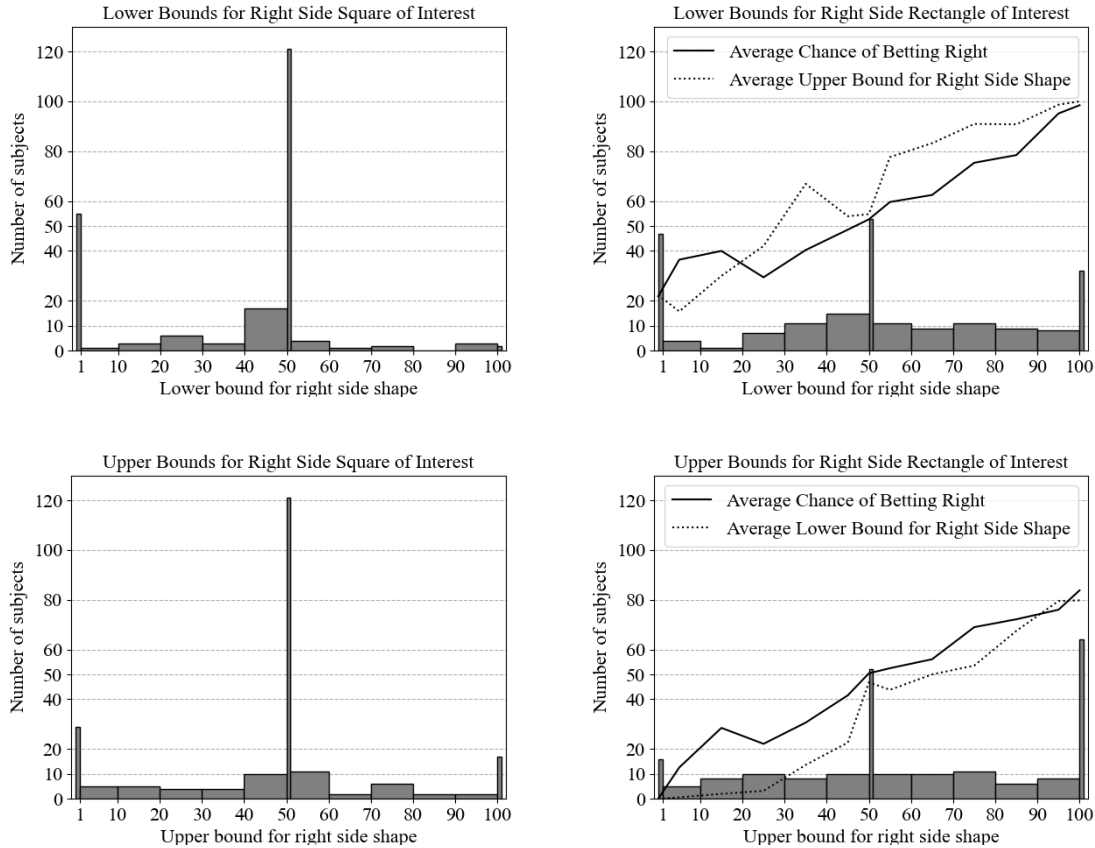 Lower Bounds for Right Side Square of Interest
Number of subjects
120
100
80
60
50
40
20
10
0
1 10 20 30 40 50 60 70 80 90 100
Lower bound for right side shape
Lower Bounds for Right Side Rectangle of Interest
Average Chance of Betting Right
Average Upper Bound for Right Side Shape
Number of subjects
120
100
80
60
50
40
20
10
0
1 10 20 30 40 50 60 70 80 90 100
Lower bound for right side shape
Upper Bounds for Right Side Square of Interest
Number of subjects
120
100
80
60
50
40
20
10
0
1 10 20 30 40 50 60 70 80 90 100
Upper bound for right side shape
Upper Bounds for Right Side Rectangle of Interest
Average Chance of Betting Right
Average Lower Bound for Right Side Shape
Number of subjects
120
100
80
60
50
40
20
10
0
1 10 20 30 40 50 60 70 80 90 100
Upper bound for right side shape